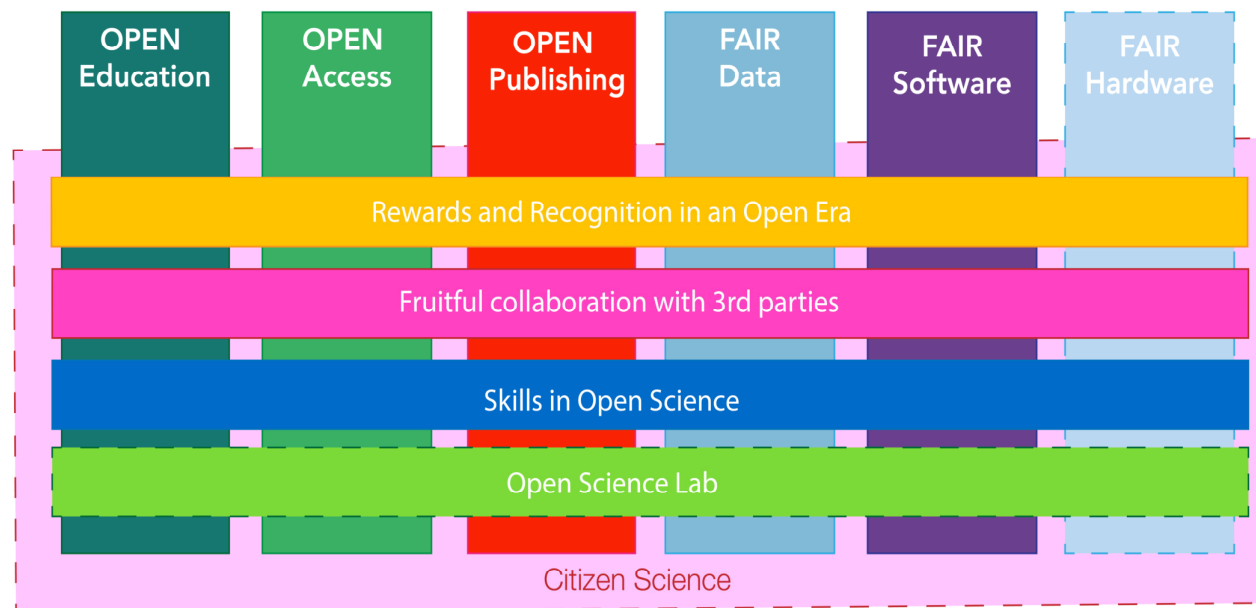 OPEN
Education
OPEN
Access
OPEN
Publishing
FAIR
Data
FAIR
Software
FAIR
Hardware
Rewards and Recognition in an Open Era
Fruitful collaboration with 3rd parties
Skills in Open Science
Open Science Lab
Citizen Science